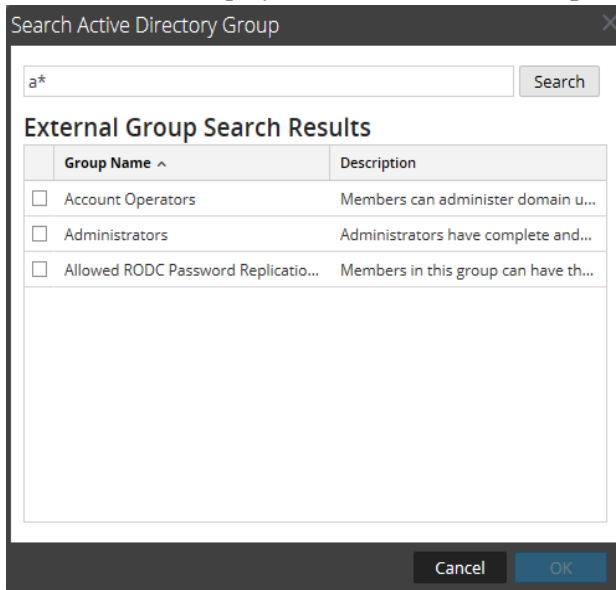 Search Active Directory Group
a*
Search
External Group Search Results
Group Name
Description
Account Operators
Members can administer domain u...
Administrators
Administrators have complete and...
Allowed RODC Password Replicatio...
Members in this group can have th...
Cancel
OK